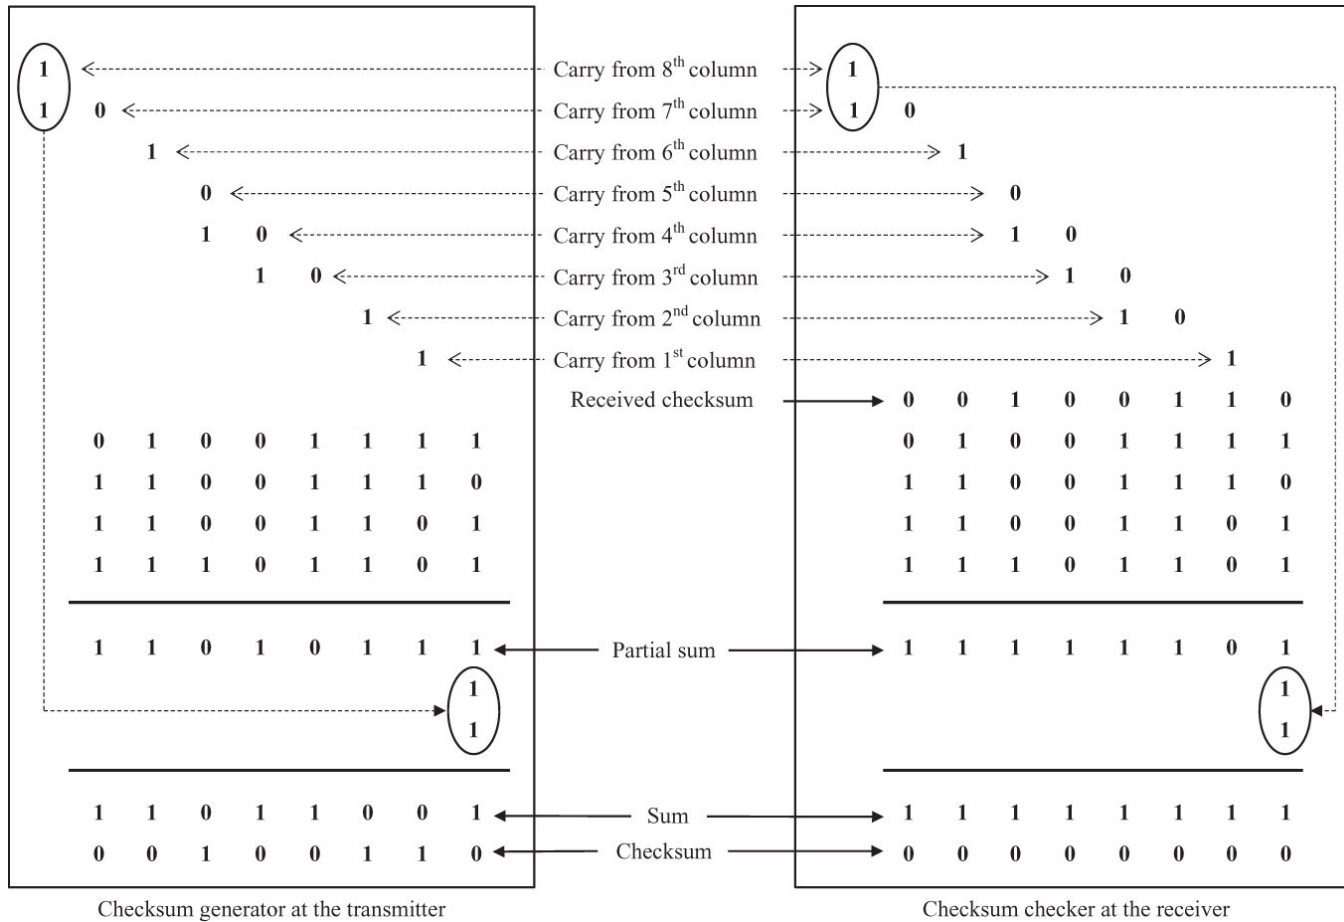 1 Carry from 8th column 1
1 0 Carry from 7th column 1 0
1 Carry from 6th column 1
0 Carry from 5th column 0
1 0 Carry from 4th column 1 0
1 0 Carry from 3rd column 1 0
1 Carry from 2nd column 1 0
1 Carry from 1st column 1
Received checksum 0 0 1 0 0 1 1 0
0 1 0 0 1 1 1 1 0 1 0 0 1 1 1 1
1 1 0 0 1 1 1 0 1 1 0 0 1 1 1 0
1 1 0 0 1 1 0 1 1 1 0 0 1 1 0 1
1 1 1 0 1 1 0 1 1 1 1 0 1 1 0 1
1 1 0 1 0 1 1 1 Partial sum 1 1 1 1 1 1 0 1
1 1
1 1
1 1 0 1 1 0 0 1 Sum 1 1 1 1 1 1 1 1
0 0 1 0 0 1 1 0 Checksum 0 0 0 0 0 0 0 0
Checksum generator at the transmitter Checksum checker at the receiver